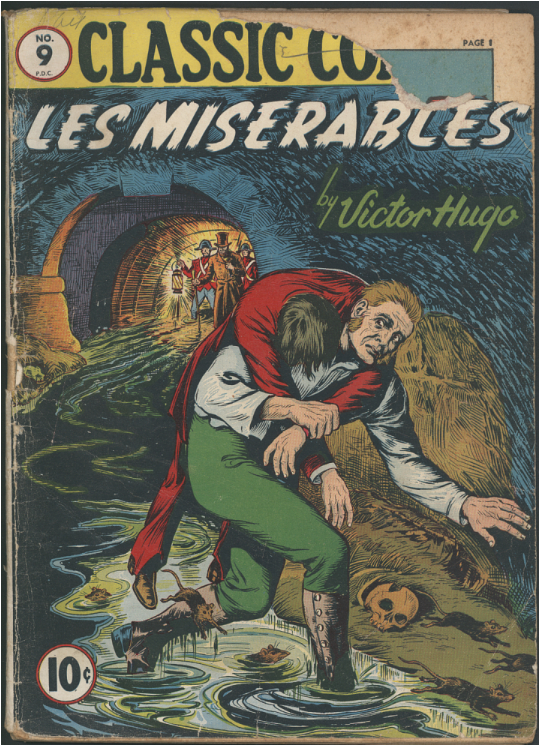 NO.
9
P.D.C.
CLASSIC CO
PAGE 1
LES MISERABLES
by Victor Hugo
10¢